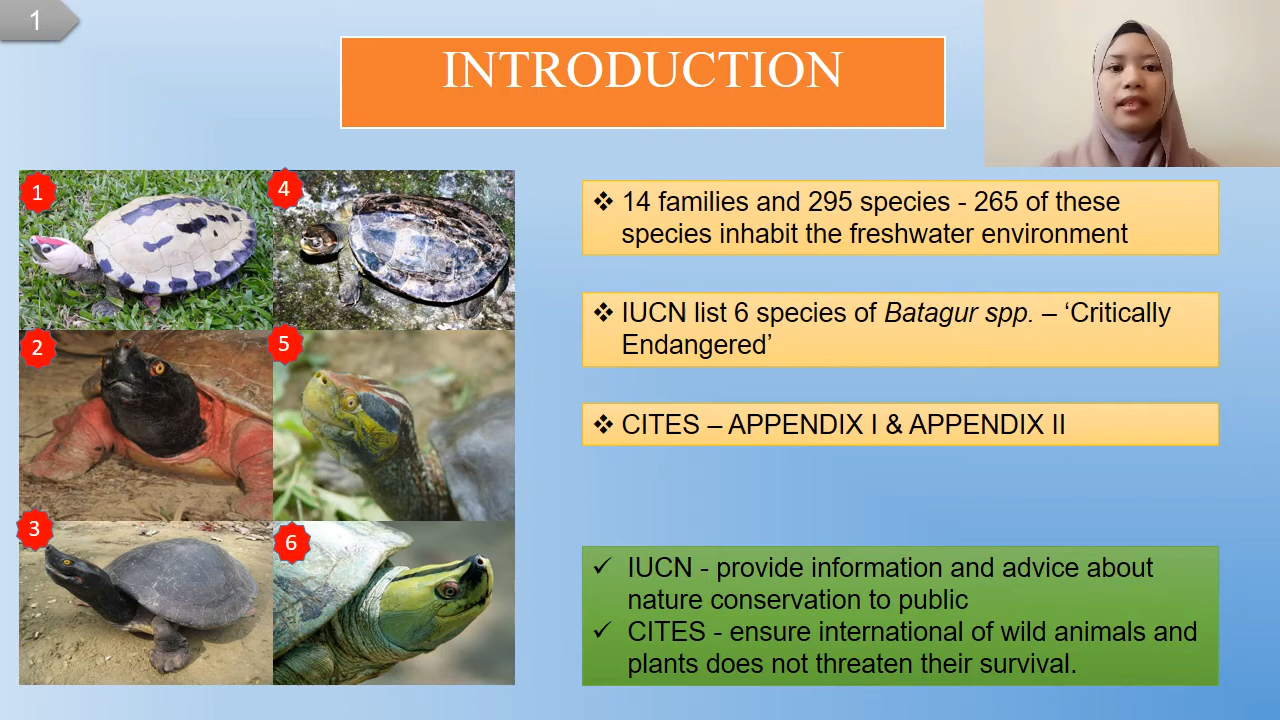 1
INTRODUCTION
1
4
2
5
3
6
❖ 14 families and 295 species - 265 of these
species inhabit the freshwater environment
❖ IUCN list 6 species of Batagur spp. – ‘Critically
Endangered’
❖ CITES – APPENDIX I & APPENDIX II
✓ IUCN - provide information and advice about
nature conservation to public
✓ CITES - ensure international of wild animals and
plants does not threaten their survival.